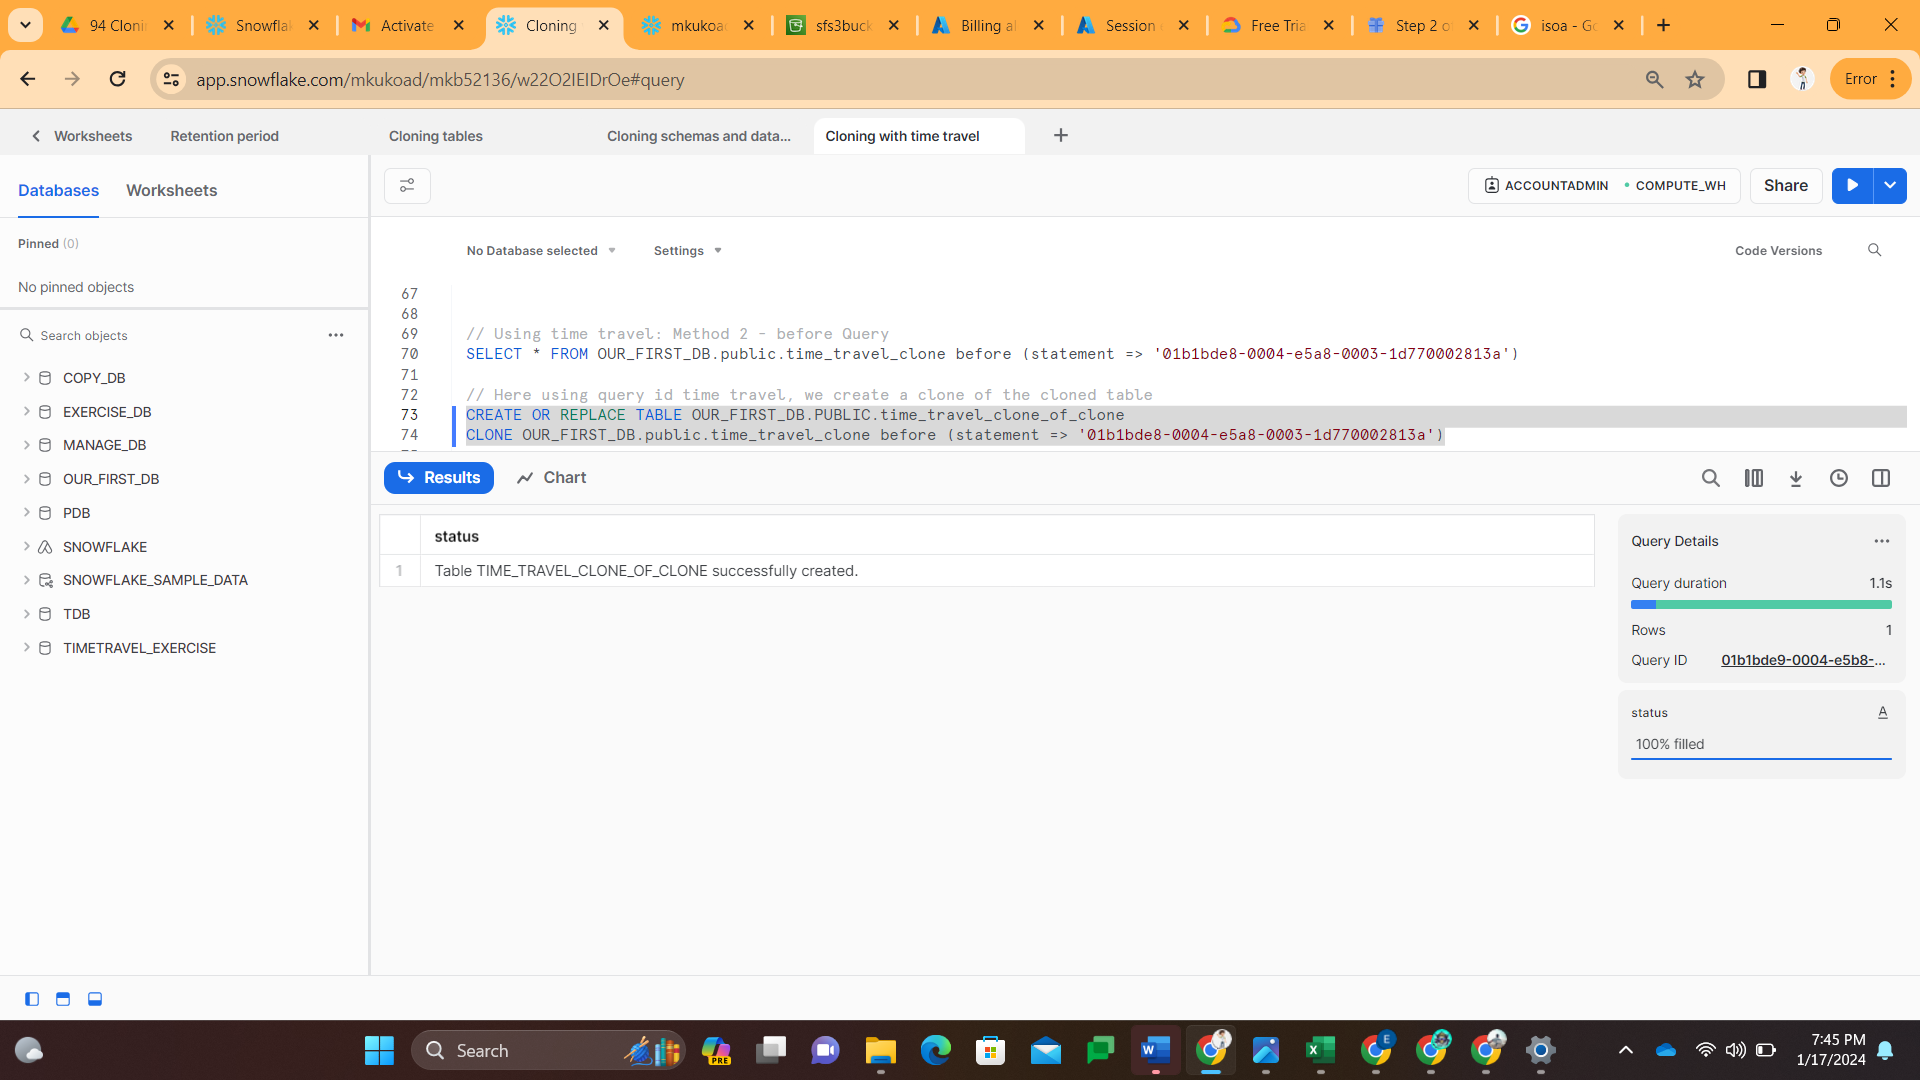 94 Clonin
Snowflak
Activate
Cloning
mkukoad
sfs3buck
Billing al
Session
Free Tria
Step 2 o
isoa - Go
app.snowflake.com/mkukoad/mkb52136/w22O2IEIDrOe#query
Error
Worksheets
Retention period
Cloning tables
Cloning schemas and data...
Cloning with time travel
Databases
Worksheets
ACCOUNTADMIN
COMPUTE_WH
Share
Pinned (0)
No pinned objects
No Database selected
Settings
Code Versions
Search objects
COPY_DB
EXERCISE_DB
MANAGE_DB
OUR_FIRST_DB
PDB
SNOWFLAKE
SNOWFLAKE_SAMPLE_DATA
TDB
TIMETRAVEL_EXERCISE
67
68
69 // Using time travel: Method 2 - before Query
70 SELECT * FROM OUR_FIRST_DB.public.time_travel_clone before (statement => '01b1bde8-0004-e5a8-0003-1d770002813a')
71
72 // Here using query id time travel, we create a clone of the cloned table
73 CREATE OR REPLACE TABLE OUR_FIRST_DB.PUBLIC.time_travel_clone_of_clone
74 CLONE OUR_FIRST_DB.public.time_travel_clone before (statement => '01b1bde8-0004-e5a8-0003-1d770002813a')
Results
Chart
status
1 Table TIME_TRAVEL_CLONE_OF_CLONE successfully created.
Query Details
Query duration 1.1s
Rows 1
Query ID 01b1bde9-0004-e5b8-...
status A
100% filled
Search
PRE
E
7:45 PM
1/17/2024